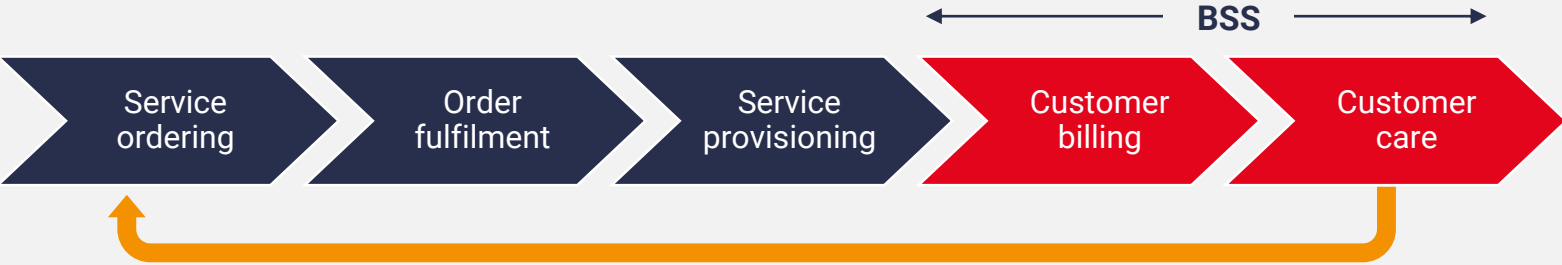 BSS
Service
ordering
Order
fulfilment
Service
provisioning
Customer
billing
Customer
care